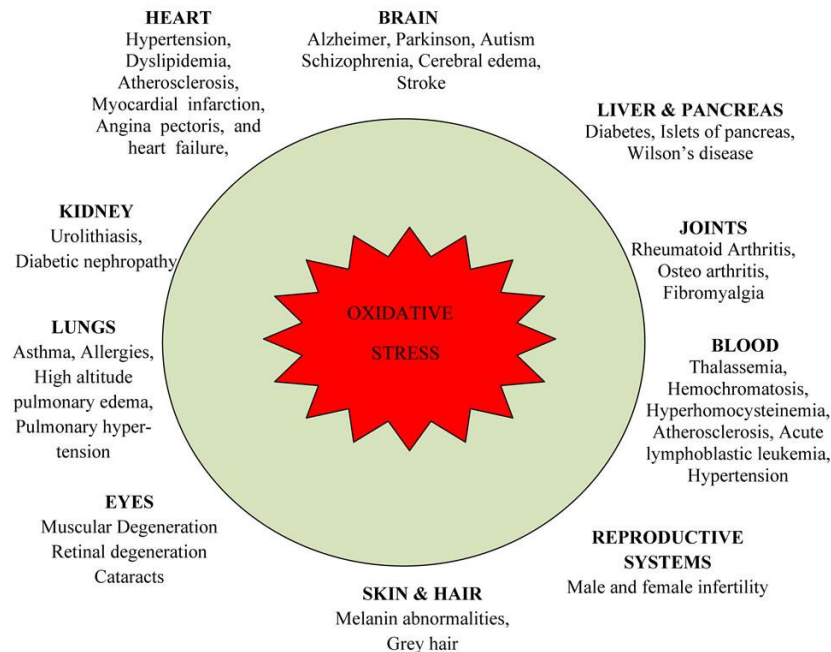 HEART
Hypertension,
Dyslipidemia,
Atherosclerosis,
Myocardial infarction,
Angina pectoris, and
heart failure,
BRAIN
Alzheimer, Parkinson, Autism
Schizophrenia, Cerebral edema,
Stroke
LIVER & PANCREAS
Diabetes, Islets of pancreas,
Wilson’s disease
KIDNEY
Urolithiasis,
Diabetic nephropathy
JOINTS
Rheumatoid Arthritis,
Osteo arthritis,
Fibromyalgia
OXIDATIVE
STRESS
LUNGS
Asthma, Allergies,
High altitude
pulmonary edema,
Pulmonary hyper-
tension
BLOOD
Thalassemia,
Hemochromatosis,
Hyperhomocysteinemia,
Atherosclerosis, Acute
lymphoblastic leukemia,
Hypertension
EYES
Muscular Degeneration
Retinal degeneration
Cataracts
REPRODUCTIVE
SYSTEMS
Male and female infertility
SKIN & HAIR
Melanin abnormalities,
Grey hair